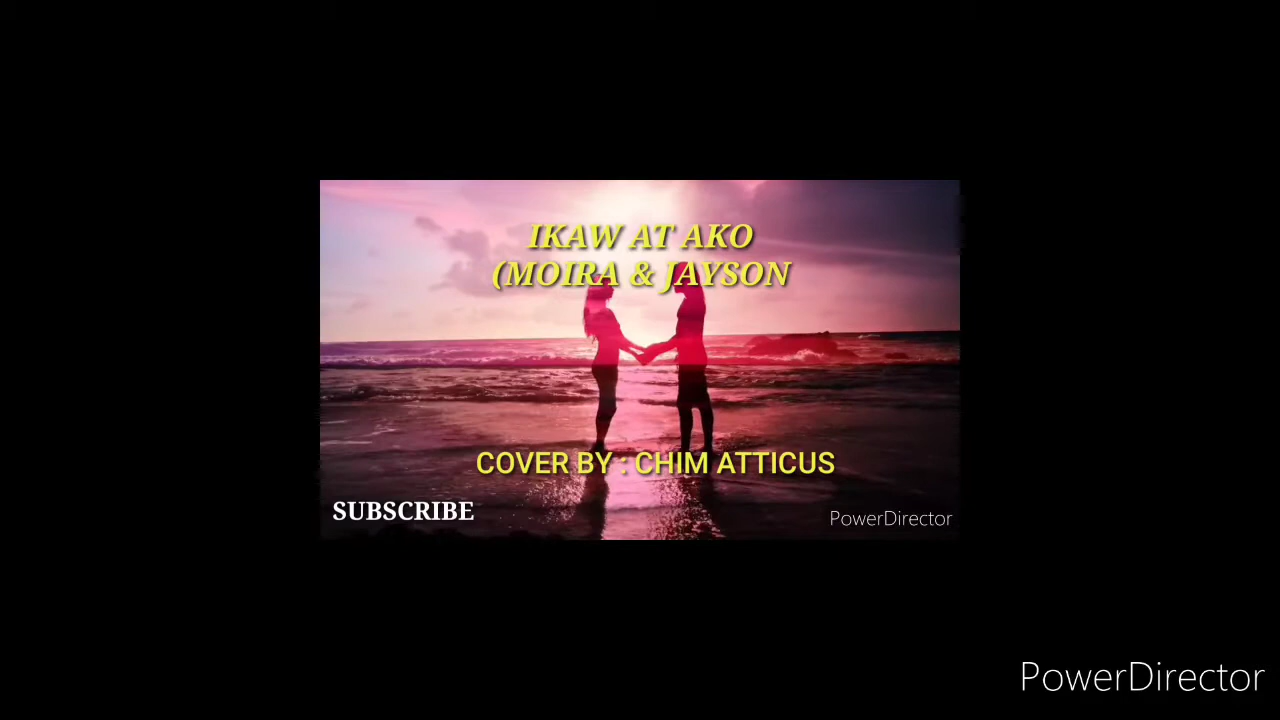 IKAW AT AKO
(MOIRA & JAYSON
COVER BY : CHIM ATTICUS
SUBSCRIBE
PowerDirector
PowerDirector